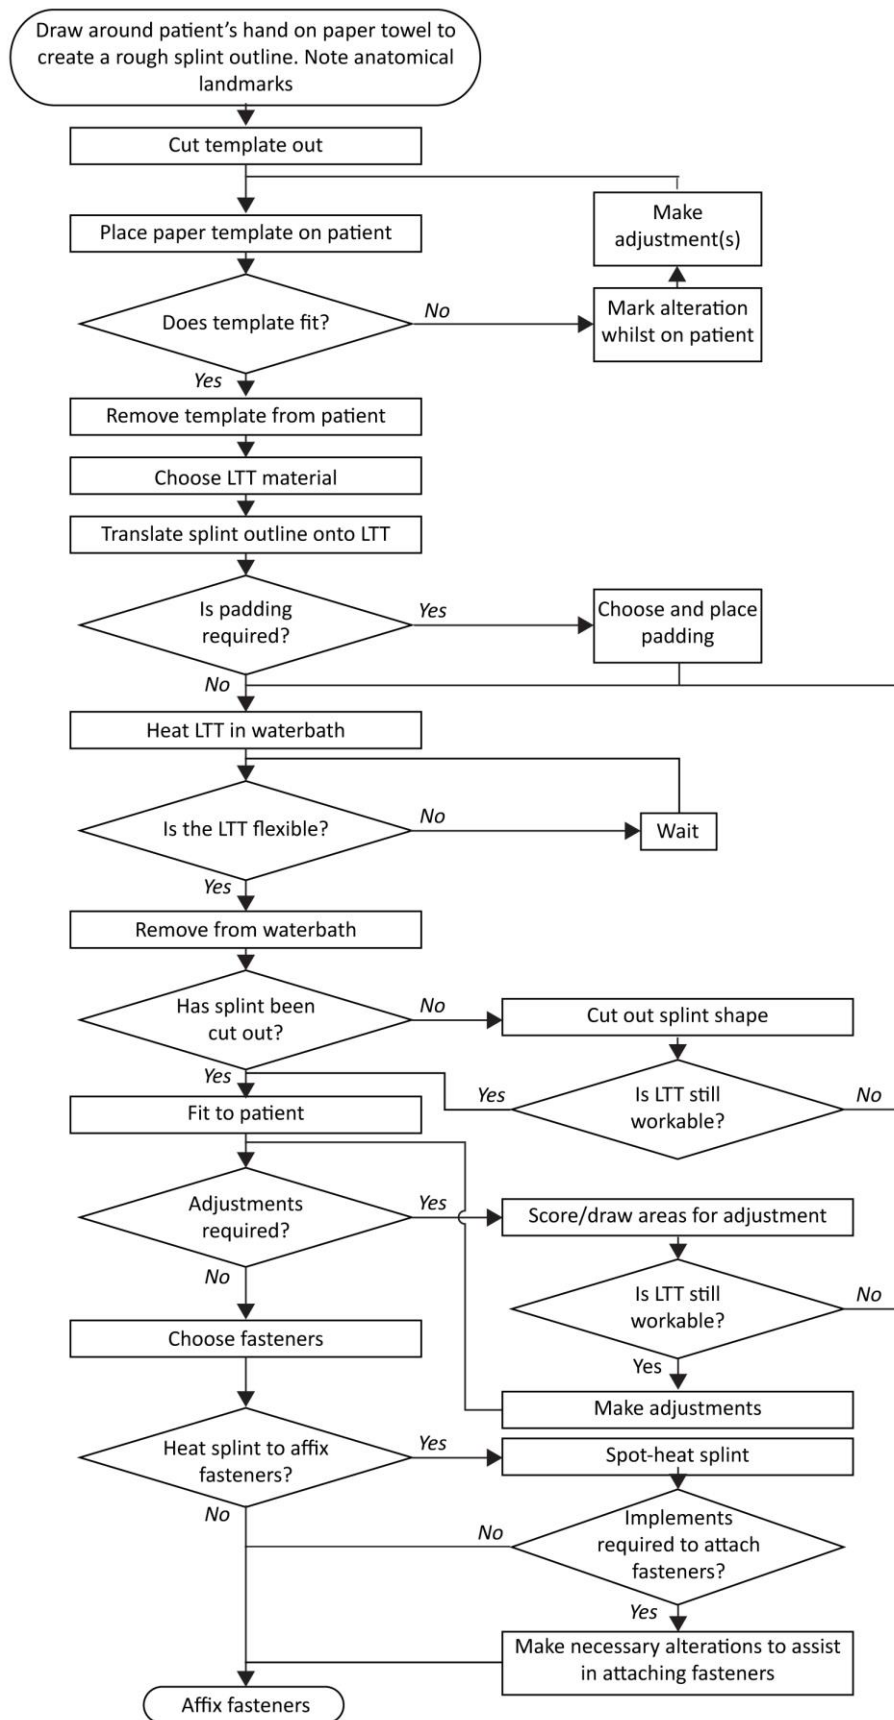 Draw around patient's hand on paper towel to
create a rough splint outline. Note anatomical
landmarks
Cut template out
Place paper template on patient
Make
adjustment(s)
Does template fit?
No
Mark alteration
whilst on patient
Yes
Remove template from patient
Choose LTT material
Translate splint outline onto LTT
Is padding
required?
Yes
Choose and place
padding
No
Heat LTT in waterbath
Is the LTT flexible?
No
Wait
Yes
Remove from waterbath
Has splint been
cut out?
No
Cut out splint shape
Yes
Yes
Is LTT still
workable?
No
Fit to patient
Adjustments
required?
Yes
Score/draw areas for adjustment
No
Is LTT still
workable?
No
Yes
Choose fasteners
Make adjustments
Heat splint to affix
fasteners?
Yes
Spot-heat splint
No
No
Implements
required to attach
fasteners?
Yes
Make necessary alterations to assist
in attaching fasteners
Affix fasteners